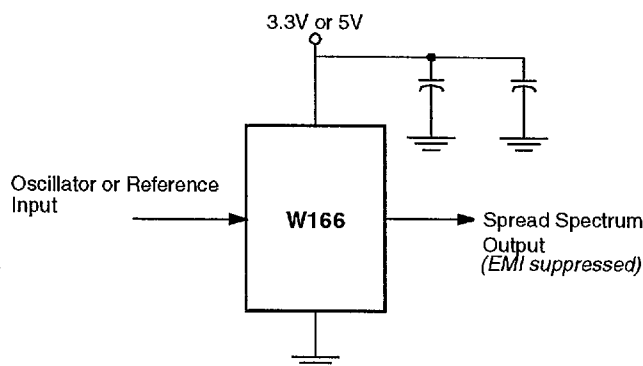 3.3V or 5V
Oscillator or Reference
Input
W166
Spread Spectrum
Output
(EMI suppressed)